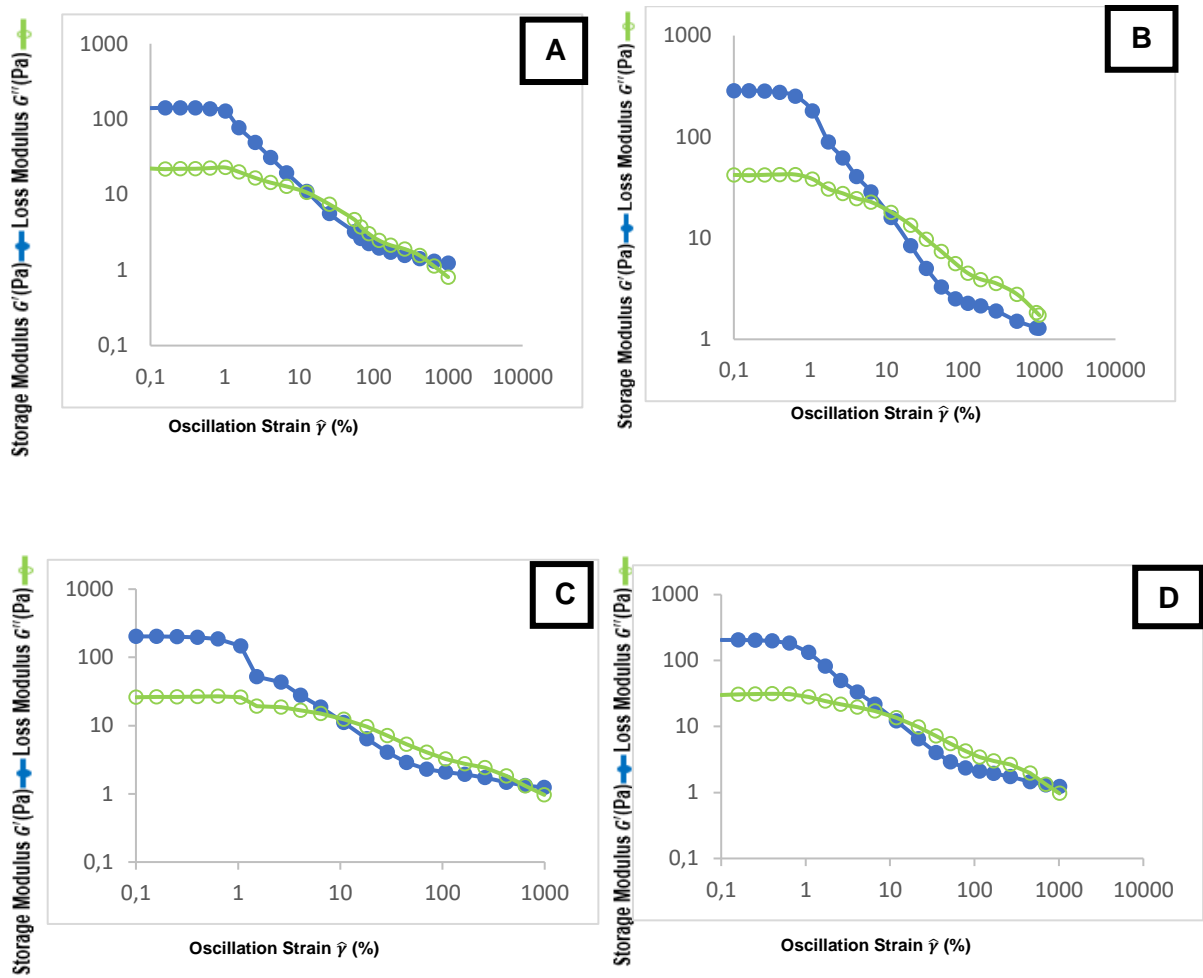 A
Storage Modulus G'(Pa) Loss Modulus G''(Pa)
1000
100
10
1
0,1
0,1 1 10 100 1000 10000
Oscillation Strain γ̂ (%)
B
Storage Modulus G'(Pa) Loss Modulus G''(Pa)
1000
100
10
1
0,1 1 10 100 1000 10000
Oscillation Strain γ̂ (%)
C
Storage Modulus G'(Pa) Loss Modulus G''(Pa)
1000
100
10
1
0,1
0,1 1 10 100 1000
Oscillation Strain γ̂ (%)
D
Storage Modulus G'(Pa) Loss Modulus G''(Pa)
1000
100
10
1
0,1
0,1 1 10 100 1000 10000
Oscillation Strain γ̂ (%)